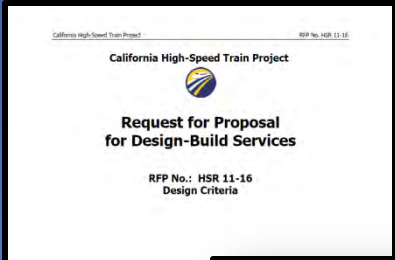 California High-Speed Train Project RFP No. HSR 11-16
California High-Speed Train Project
Request for Proposal
for Design-Build Services
RFP No.: HSR 11-16
Design Criteria